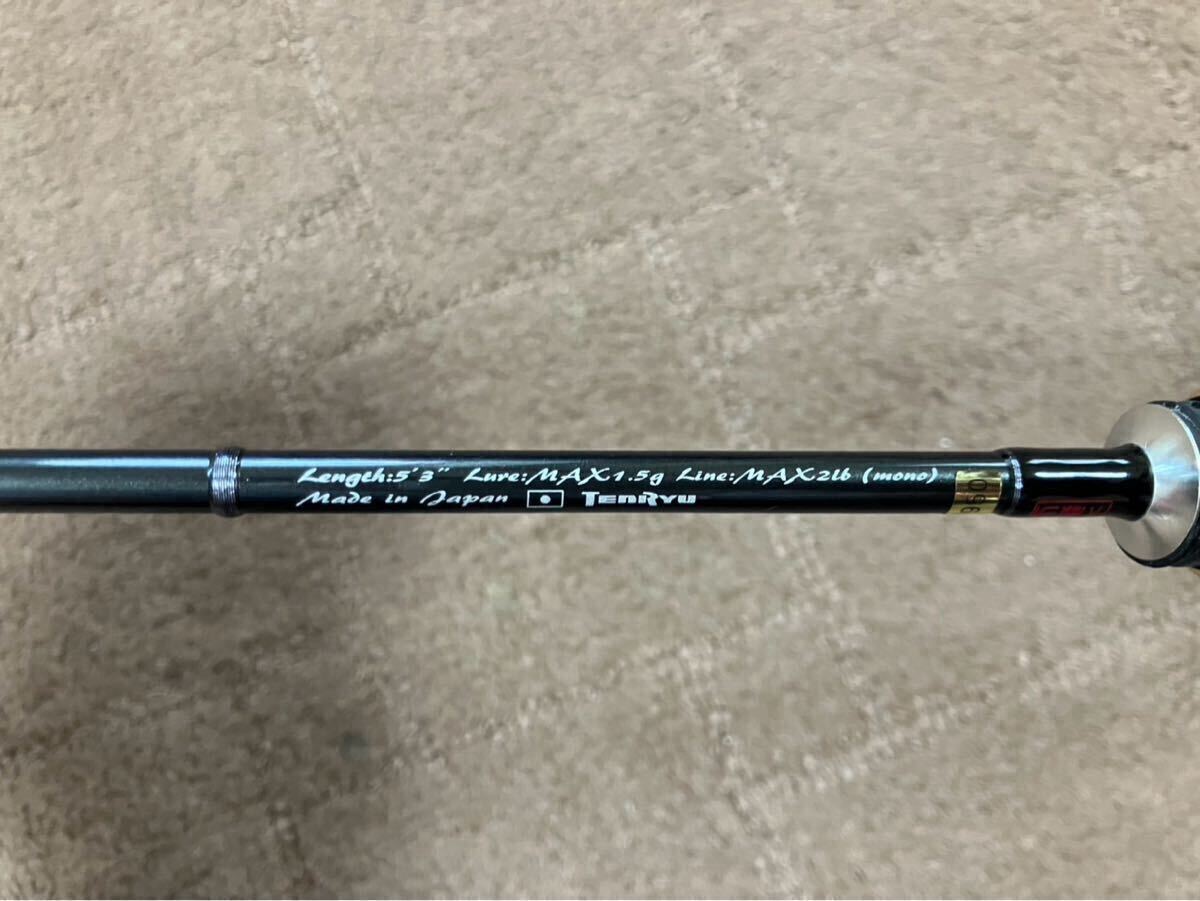 Length:5'3" Lure:MAX1.5g Line:MAX2lb (mono)
Made in Japan TENRYU